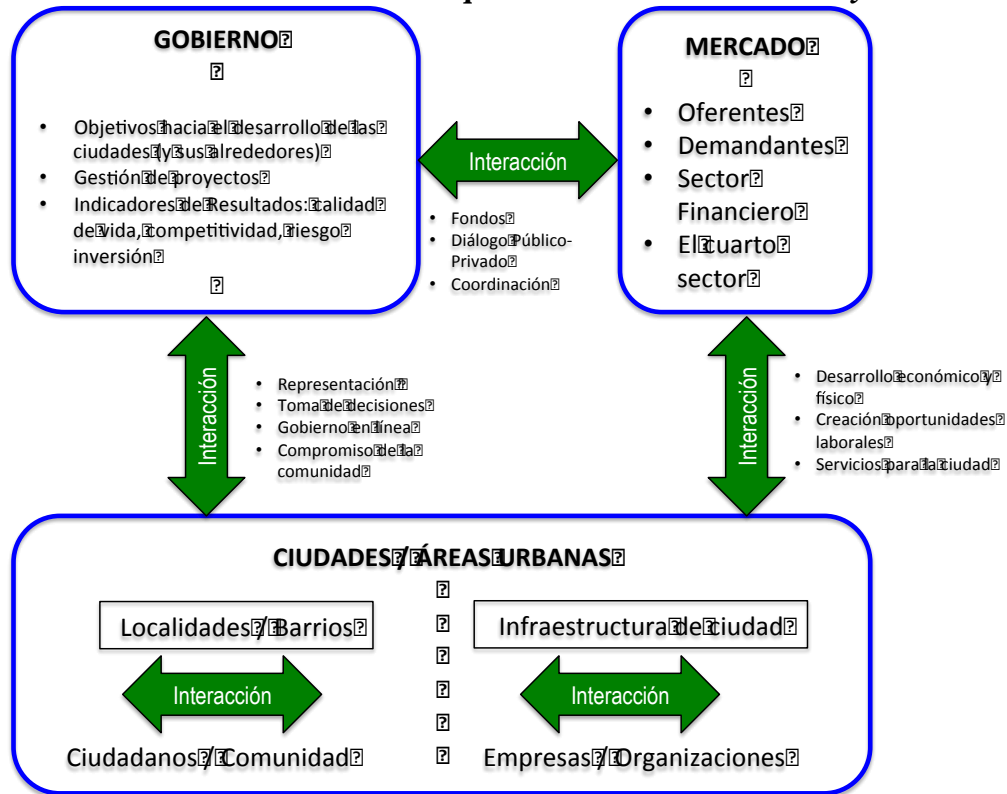 GOBIERNO
Objetivos hacia el desarrollo de las
ciudades (y sus alrededores)
Gestión de proyectos
Indicadores de Resultados: calidad
de vida, competitividad, riesgo
inversión
Interacción
Fondos
Diálogo Público-
Privado
Coordinación
MERCADO
Oferentes
Demandantes
Sector
Financiero
El cuarto
sector
Interacción
Representación
Toma de decisiones
Gobierno en línea
Compromiso de la
comunidad
Interacción
Desarrollo económico y
físico
Creación oportunidades
laborales
Servicios para la ciudad
CIUDADES / ÁREAS URBANAS
Localidades / Barrios
Interacción
Ciudadanos / Comunidad
Infraestructura de ciudad
Interacción
Empresas / Organizaciones